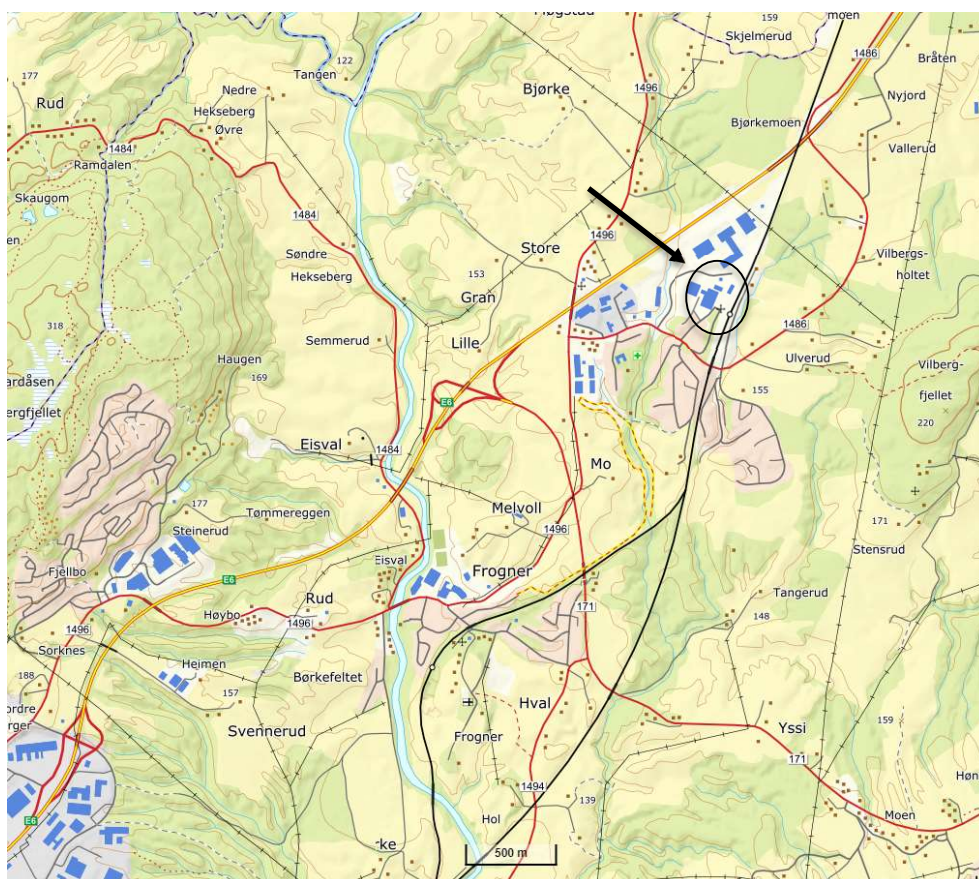 159
moen
177
Tangen
122
Skjelmerud
1486
Bråten
Rud
Nedre
Hekseberg
Øvre
Bjørke
1496
Nyjord
Bjørkemoen
1484
Ramdalen
Vallerud
Skaugom
1484
Søndre
Hekseberg
Store
1496
153
Gran
Vilbergs-
holtet
318
Semmerud
Lille
1486
Ulverud
Haugen
169
Vilberg-
fjellet
155
E6
220
Eisval
1484
Mo
177
Steinerud
Tømmereggen
Melvoll
1496
171
Stensrud
Fjellbo
E6
Eisval
Frogner
Tangerud
Rud
Høybo
1496
171
148
1496
Sorknes
Heimen
Børkefeltet
188
157
Hval
Svennerud
Frogner
Yssi
159
171
1494
139
Moen
Hol
E6
500 m